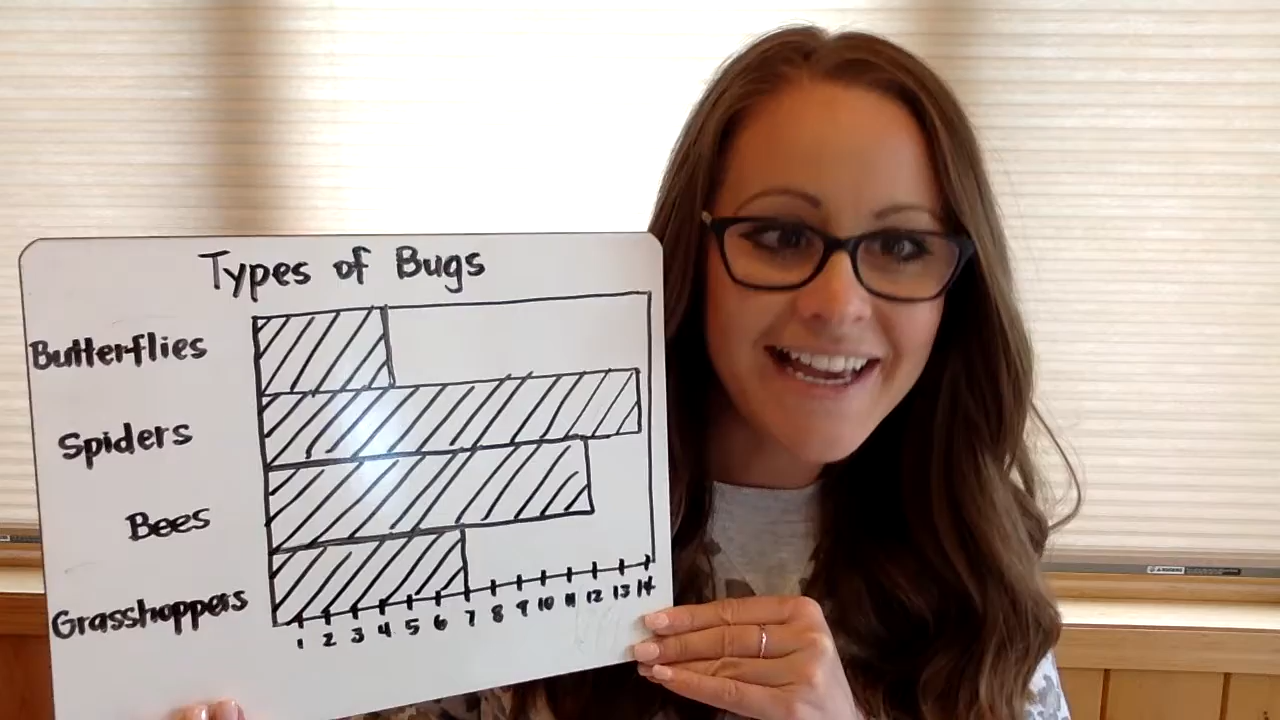 Types of Bugs
Butterflies
Spiders
Bees
Grasshoppers
1 2 3 4 5 6 7 8 9 10 11 12 13 14